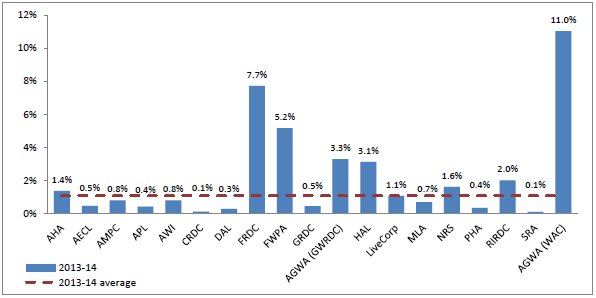 12%
10%
8%
6%
4%
2%
0%
1.4%
0.5%
0.8%
0.4%
0.8%
0.1%
0.3%
7.7%
5.2%
0.5%
3.3%
3.1%
1.1%
0.7%
1.6%
0.4%
2.0%
0.1%
11.0%
AHA
AECL
AMPC
APL
AWI
CRDC
DAL
FRDC
FWPA
GRDC
AGWA (GWRDC)
HAL
LiveCorp
MLA
NRS
PHA
RIRDC
SRA
AGWA (WAC)
2013-14
2013-14 average